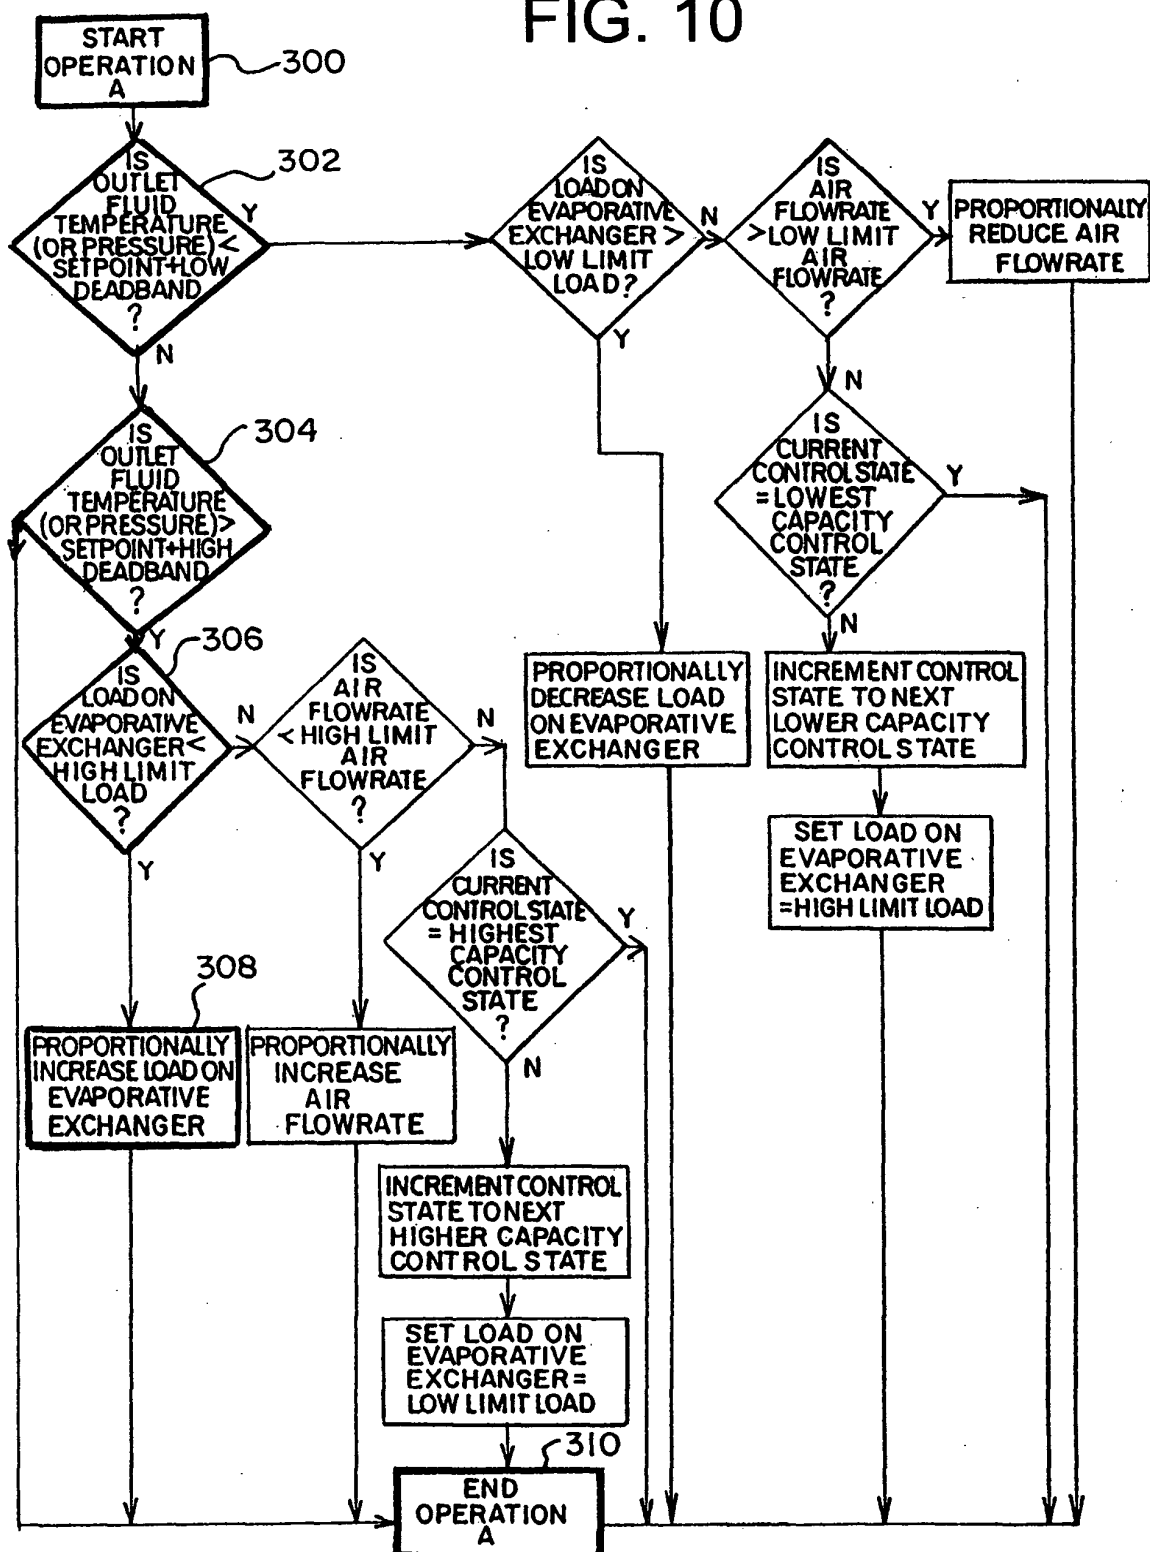 FIG. 10
START
OPERATION
A
300
IS
OUTLET
FLUID
TEMPERATURE
(OR PRESSURE) <
SETPOINT+LOW
DEADBAND
?
302
Y
N
IS
LOAD ON
EVAPORATIVE
EXCHANGER >
LOW LIMIT
LOAD?
N
Y
IS
AIR
FLOWRATE
>LOW LIMIT
AIR
FLOWRATE
?
Y
N
PROPORTIONALLY
REDUCE AIR
FLOWRATE
IS
OUTLET
FLUID
TEMPERATURE
(OR PRESSURE)>
SETPOINT+HIGH
DEADBAND
?
304
Y
IS
CURRENT
CONTROL STATE
=LOWEST
CAPACITY
CONTROL
STATE
?
Y
N
IS
LOAD ON
EVAPORATIVE
EXCHANGER<
HIGH LIMIT
LOAD
?
306
N
Y
IS
AIR
FLOWRATE
<HIGH LIMIT
AIR
FLOWRATE
?
N
Y
PROPORTIONALLY
DECREASE LOAD
ON EVAPORATIVE
EXCHANGER
INCREMENT CONTROL
STATE TO NEXT
LOWER CAPACITY
CONTROL STATE
SET LOAD ON
EVAPORATIVE
EXCHANGER
=HIGH LIMIT LOAD
IS
CURRENT
CONTROL STATE
= HIGHEST
CAPACITY
CONTROL
STATE
?
Y
N
308
PROPORTIONALLY
INCREASE LOAD ON
EVAPORATIVE
EXCHANGER
PROPORTIONALLY
INCREASE
AIR
FLOWRATE
INCREMENT CONTROL
STATE TO NEXT
HIGHER CAPACITY
CONTROL STATE
SET LOAD ON
EVAPORATIVE
EXCHANGER=
LOW LIMIT LOAD
310
END
OPERATION
A